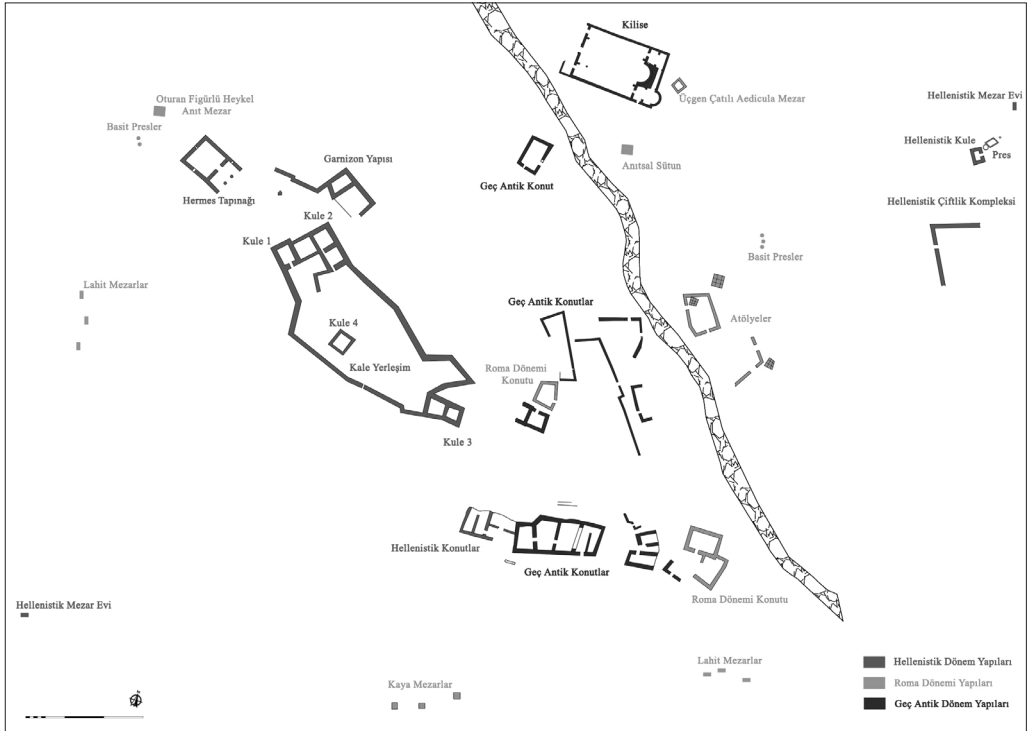 Kilise
Oturan Figürlü Heykel
Anıt Mezar
Üçgen Çatılı Aedicula Mezar
Hellenistik Mezar Evi
Basit Presler
Hellenistik Kule
Pres
Garnizon Yapısı
Anıtsal Sütun
Geç Antik Konut
Hermes Tapınağı
Hellenistik Çiftlik Kompleksi
Kule 2
Kule 1
Basit Presler
Lahit Mezarlar
Geç Antik Konutlar
Kule 4
Atölyeler
Kale Yerleşim
Roma Dönemi
Konutu
Kule 3
Hellenistik Konutlar
Geç Antik Konutlar
Roma Dönemi Konutu
Hellenistik Mezar Evi
Lahit Mezarlar
Kaya Mezarlar
Hellenistik Dönem Yapıları
Roma Dönemi Yapıları
Geç Antik Dönem Yapıları
N